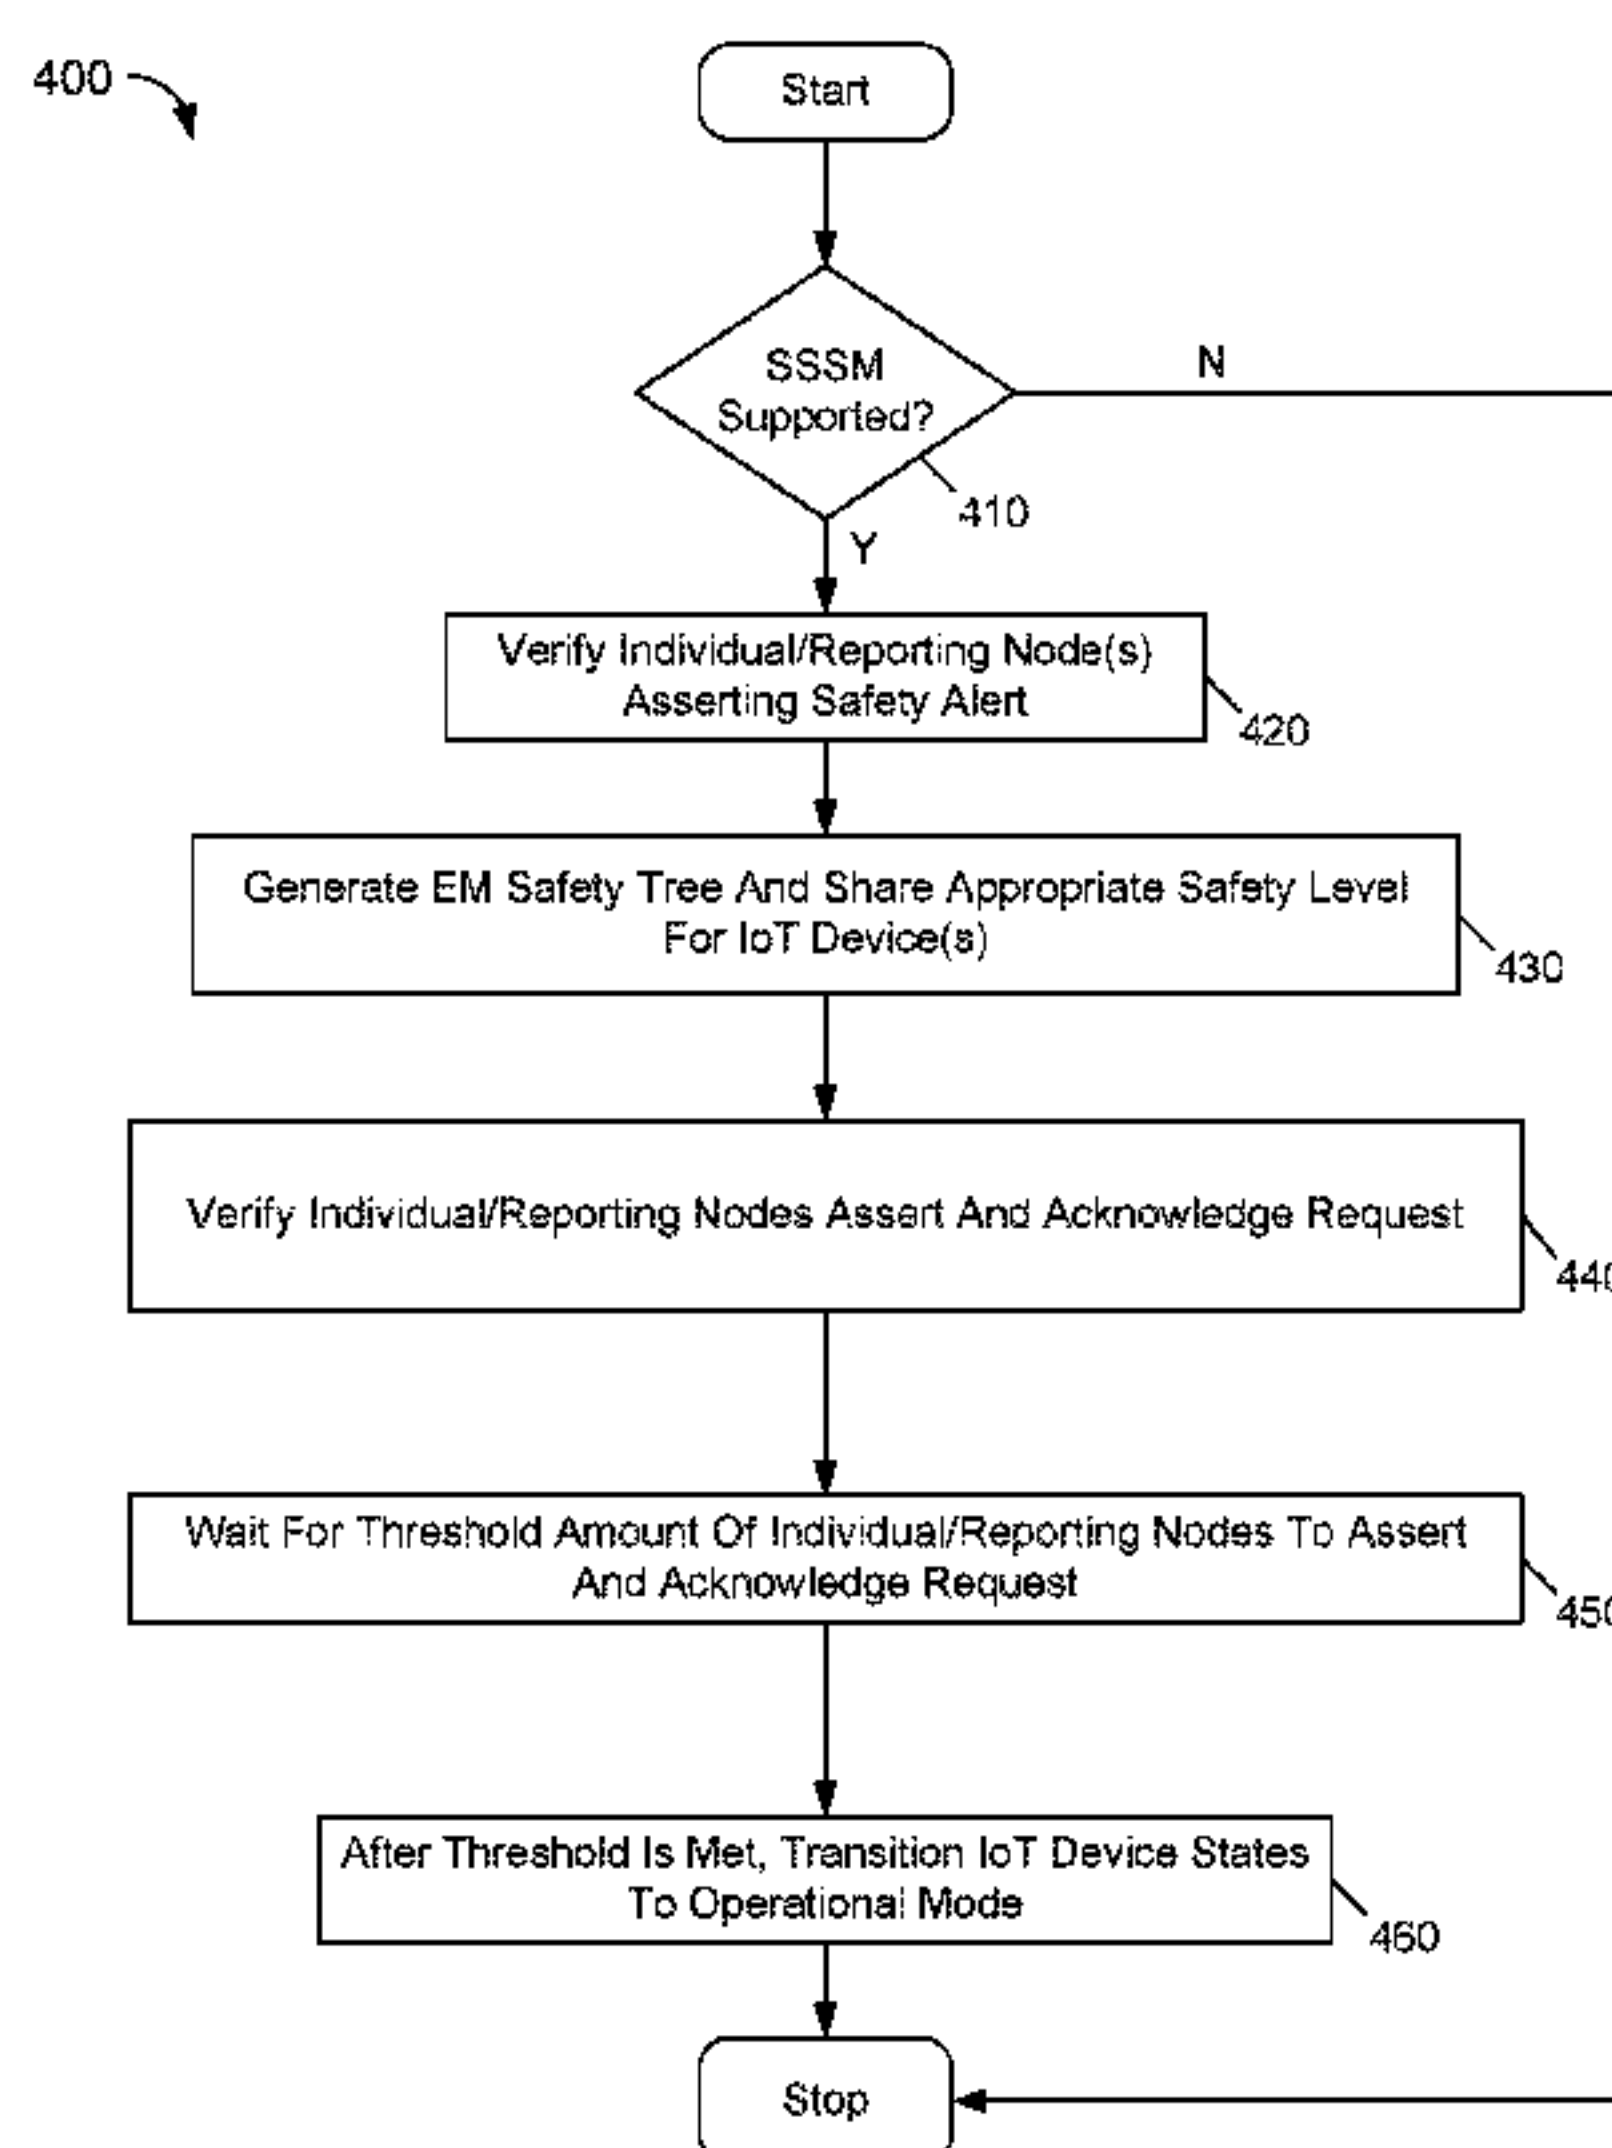 400
Start
SSSM
Supported?
N
410
Y
Verify Individual/Reporting Node(s)
Asserting Safety Alert
420
Generate EM Safety Tree And Share Appropriate Safety Level
For IoT Device(s)
430
Verify Individual/Reporting Nodes Assert And Acknowledge Request
440
Wait For Threshold Amount Of Individual/Reporting Nodes To Assert
And Acknowledge Request
450
After Threshold Is Met, Transition IoT Device States
To Operational Mode
460
Stop